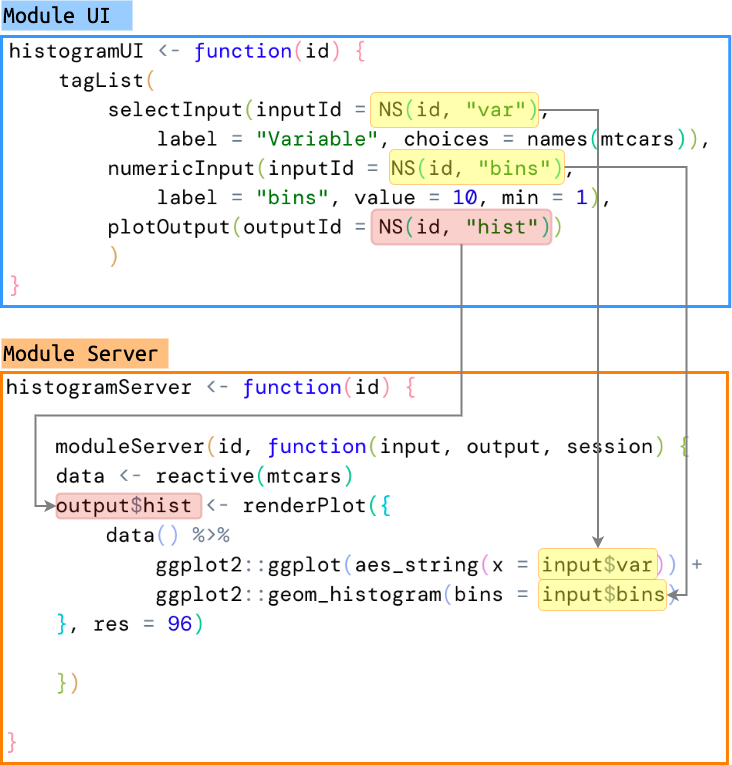 Module UI
histogramUI <- function(id) {
    tagList(
        selectInput(inputId = NS(id, "var"),
            label = "Variable", choices = names(mtcars)),
        numericInput(inputId = NS(id, "bins"),
            label = "bins", value = 10, min = 1),
        plotOutput(outputId = NS(id, "hist"))
        )
}
Module Server
histogramServer <- function(id) {
    moduleServer(id, function(input, output, session) {
    data <- reactive(mtcars)
    output$hist <- renderPlot({
        data() %>%
            ggplot2::ggplot(aes_string(x = input$var)) +
            ggplot2::geom_histogram(bins = input$bins)
    }, res = 96)
    })
}